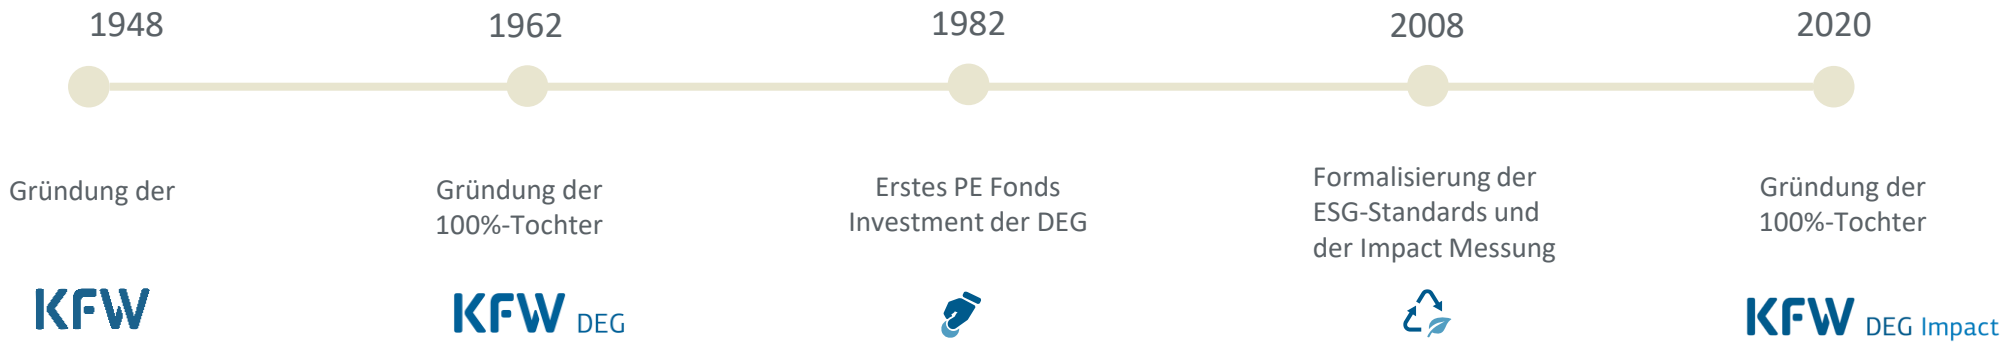 1948
Gründung der
KFW
1962
Gründung der
100%-Tochter
KFW DEG
1982
Erstes PE Fonds
Investment der DEG
2008
Formalisierung der
ESG-Standards und
der Impact Messung
2020
Gründung der
100%-Tochter
KFW DEG Impact